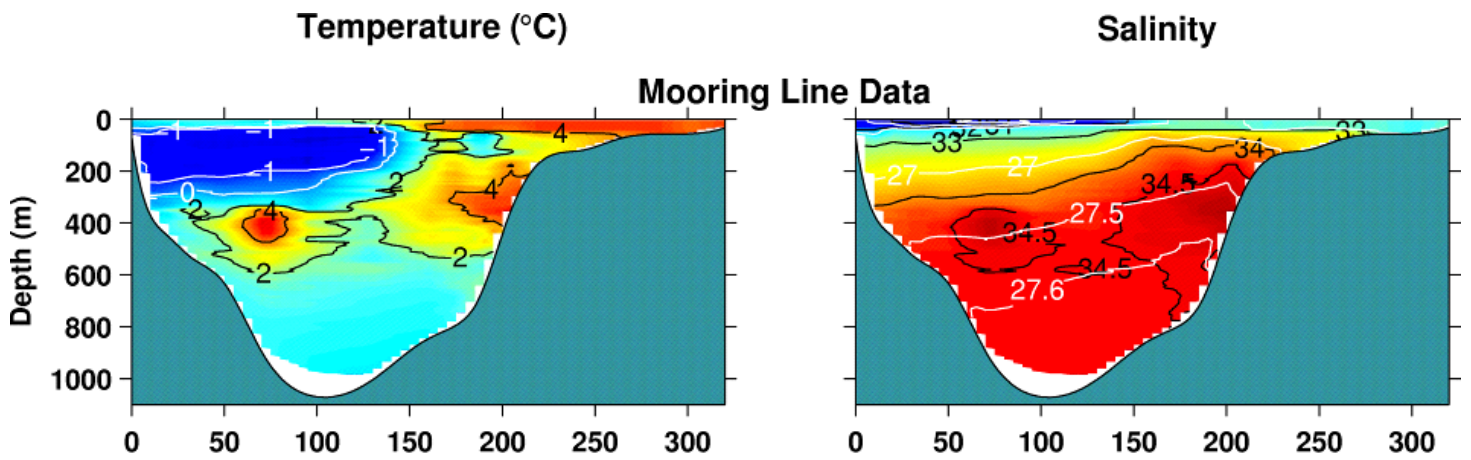 Temperature (°C) Salinity
Mooring Line Data
0
200
400
600
800
1000
Depth (m)
−1 −1 −1 −1 0 2 2 2 2 4 4 4
0 50 100 150 200 250 300
33 33 34 27 27 34.5 34.5 34.5 27.5 27.6
0 50 100 150 200 250 300